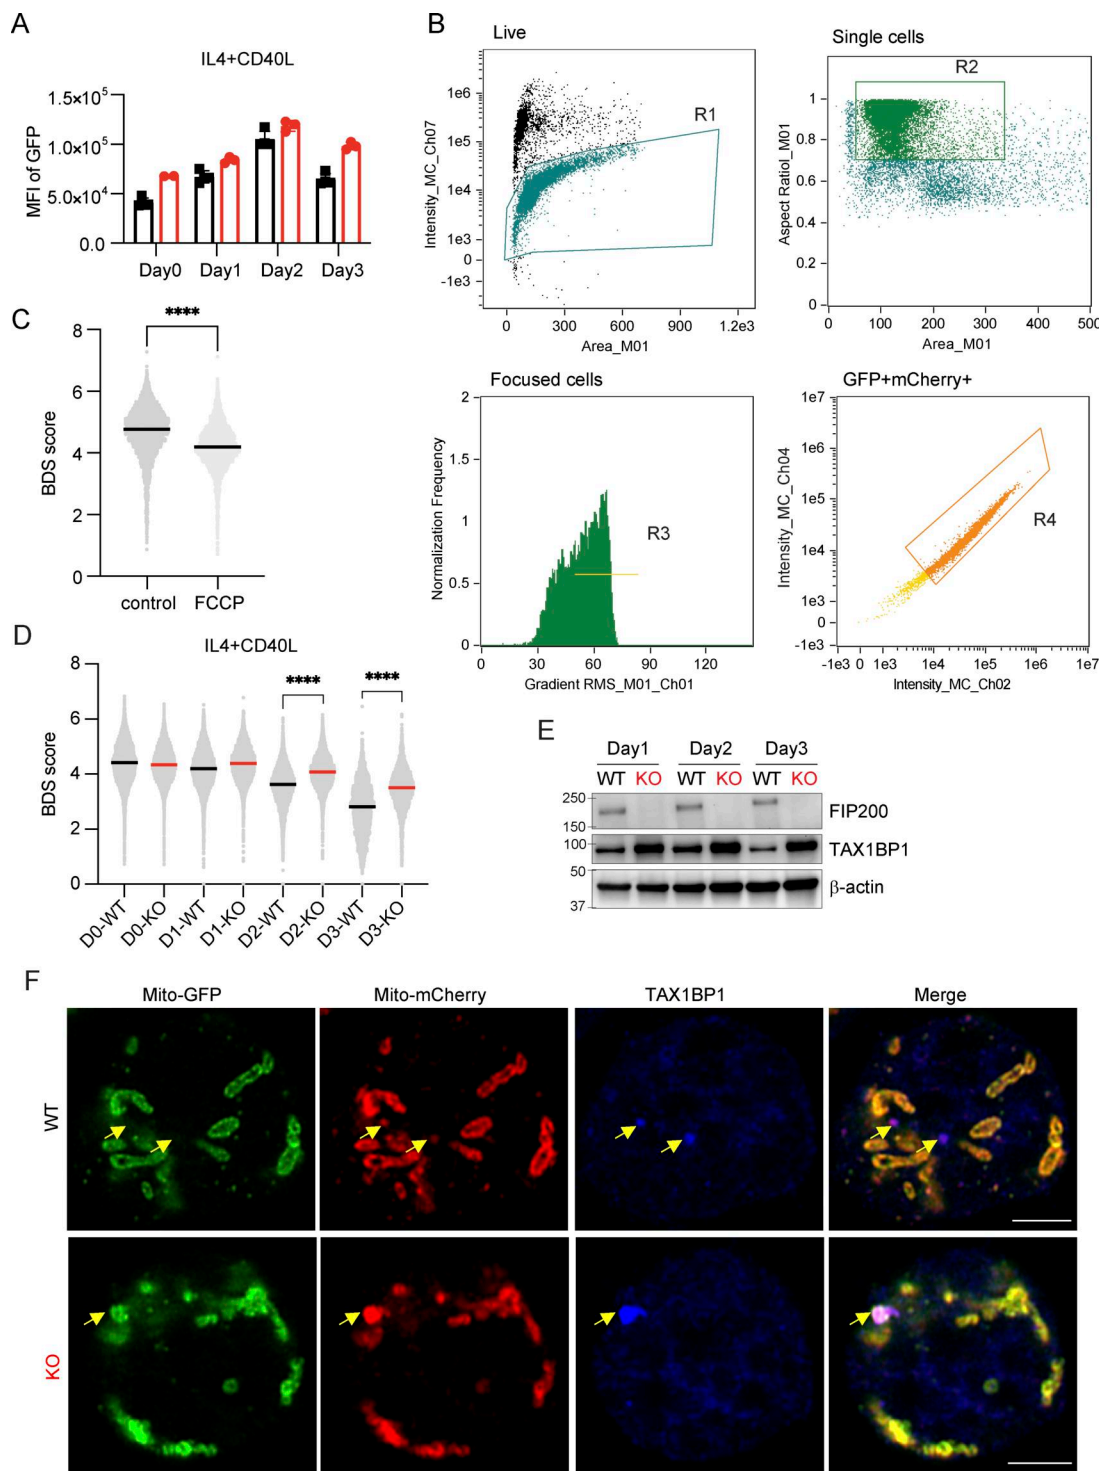 A
IL4+CD40L
MFI of GFP
1.5×10⁵
1.0×10⁵
5.0×10⁴
0.0
Day0 Day1 Day2 Day3
B
Live
Intensity_MC_Ch07
1e6
1e5
1e4
1e3
0
-1e3
R1
0 300 600 900 1.2e3
Area_M01
Single cells
R2
Aspect Ratiol_M01
1
0.8
0.6
0.4
0.2
0
0 100 200 300 400 500
Area_M01
Focused cells
Normalization Frequency
2
1.5
1
0.5
0
R3
0 30 60 90 120
Gradient RMS_M01_Ch01
GFP+mCherry+
Intensity_MC_Ch04
1e7
1e6
1e5
1e4
1e3
0
-1e3
R4
-1e3 0 1e3 1e4 1e5 1e6 1e7
Intensity_MC_Ch02
C
****
BDS score
8
6
4
2
0
control FCCP
D
IL4+CD40L
**** ****
BDS score
8
6
4
2
0
D0-WT D0-KO D1-WT D1-KO D2-WT D2-KO D3-WT D3-KO
E
Day1 Day2 Day3
WT KO WT KO WT KO
250
150
FIP200
100
TAX1BP1
50
37
β-actin
F
Mito-GFP Mito-mCherry TAX1BP1 Merge
WT
KO